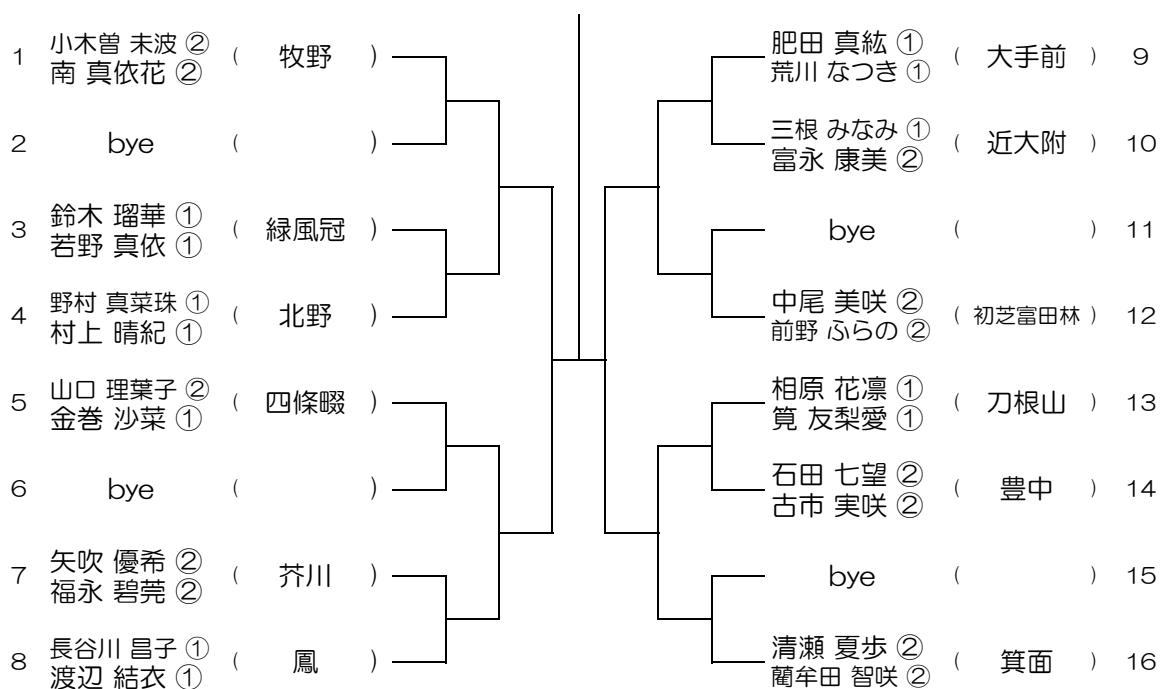 1 小木曽 未波 ② ( 牧野 )
南 真依花 ②
2 bye ( )
3 鈴木 瑠華 ① ( 緑風冠 )
若野 真依 ①
4 野村 真菜珠 ① ( 北野 )
村上 晴紀 ①
5 山口 理葉子 ② ( 四條畷 )
金巻 沙菜 ①
6 bye ( )
7 矢吹 優希 ② ( 芥川 )
福永 碧莞 ②
8 長谷川 昌子 ① ( 鳳 )
渡辺 結衣 ①
肥田 真紘 ① ( 大手前 ) 9
荒川 なつき ①
三根 みなみ ① ( 近大附 ) 10
富永 康美 ②
bye ( ) 11
中尾 美咲 ② ( 初芝富田林 ) 12
前野 ふらの ②
相原 花凛 ① ( 刀根山 ) 13
筧 友梨愛 ①
石田 七望 ② ( 豊中 ) 14
古市 実咲 ②
bye ( ) 15
清瀬 夏歩 ② ( 箕面 ) 16
藺牟田 智咲 ②